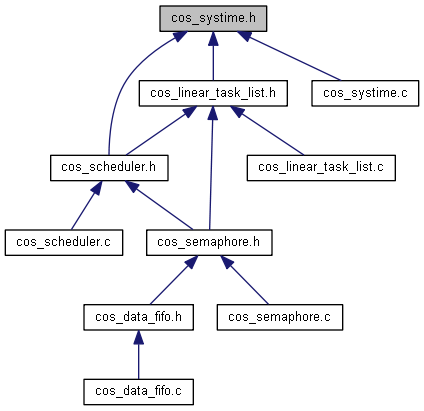 cos_systime.h
cos_linear_task_list.h
cos_systime.c
cos_scheduler.h
cos_linear_task_list.c
cos_scheduler.c
cos_semaphore.h
cos_data_fifo.h
cos_semaphore.c
cos_data_fifo.c